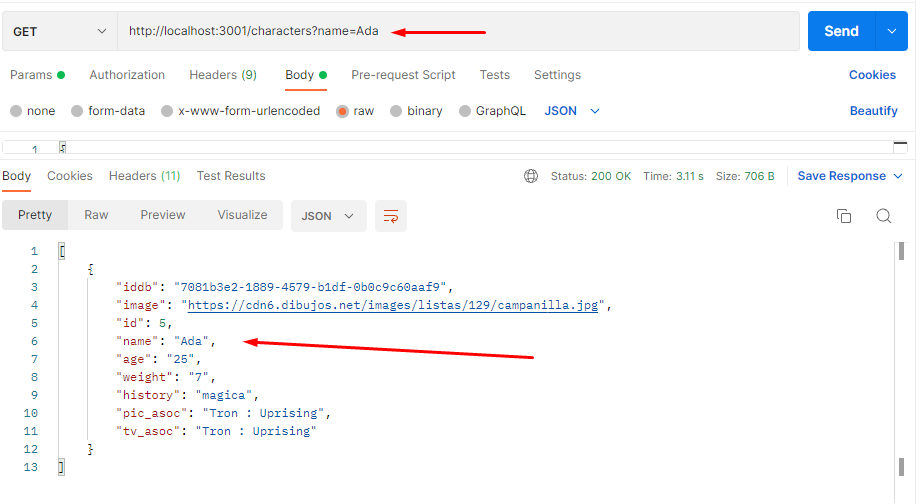 GET http://localhost:3001/characters?name=Ada Send
Params Authorization Headers (9) Body Pre-request Script Tests Settings Cookies
none form-data x-www-form-urlencoded raw binary GraphQL JSON Beautify
1 [
Body Cookies Headers (11) Test Results Status: 200 OK Time: 3.11 s Size: 706 B Save Response
Pretty Raw Preview Visualize JSON
1 [
2 {
3 "iddb": "7081b3e2-1889-4579-b1df-0b0c9c60aaf9",
4 "image": "https://cdn6.dibujos.net/images/listas/129/campanilla.jpg",
5 "id": 5,
6 "name": "Ada",
7 "age": "25",
8 "weight": "7",
9 "history": "magica",
10 "pic_asoc": "Tron : Uprising",
11 "tv_asoc": "Tron : Uprising"
12 }
13 ]